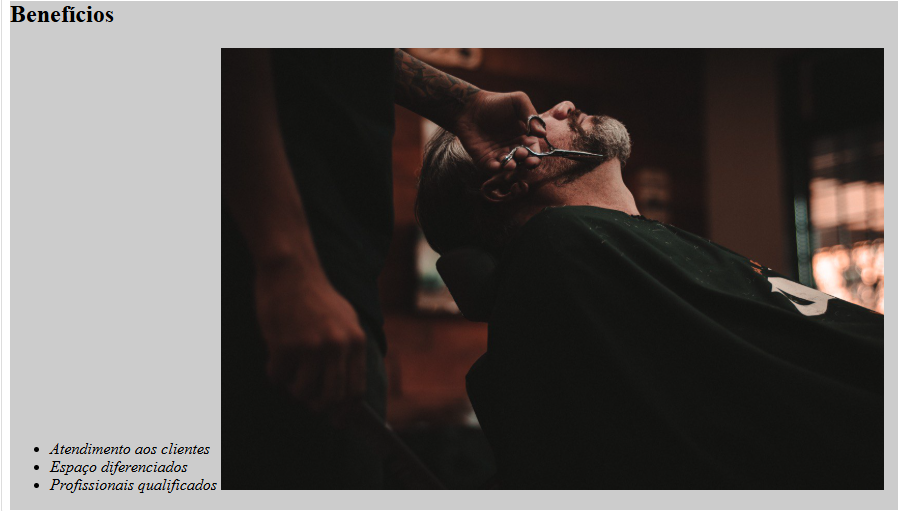 Benefícios
Atendimento aos clientes
Espaço diferenciados
Profissionais qualificados